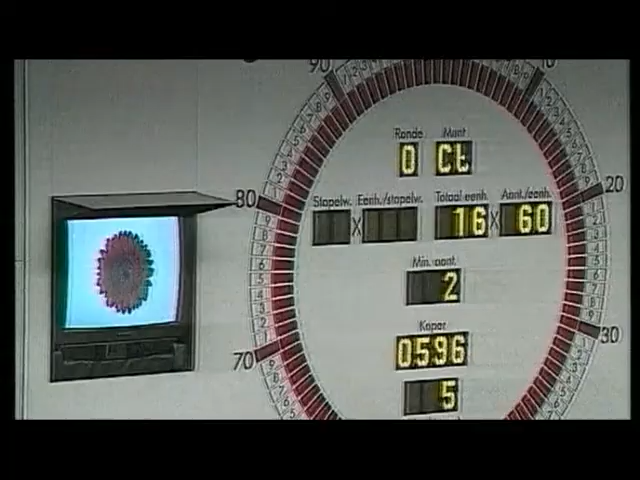 90
10
Ronde Munt
0 Ct
80
20
Stapelw. Eenh./stapelw. Totaal eenh. Aant./eenh.
X 16 X 60
Min. aant.
2
70
30
Koper
0596
5